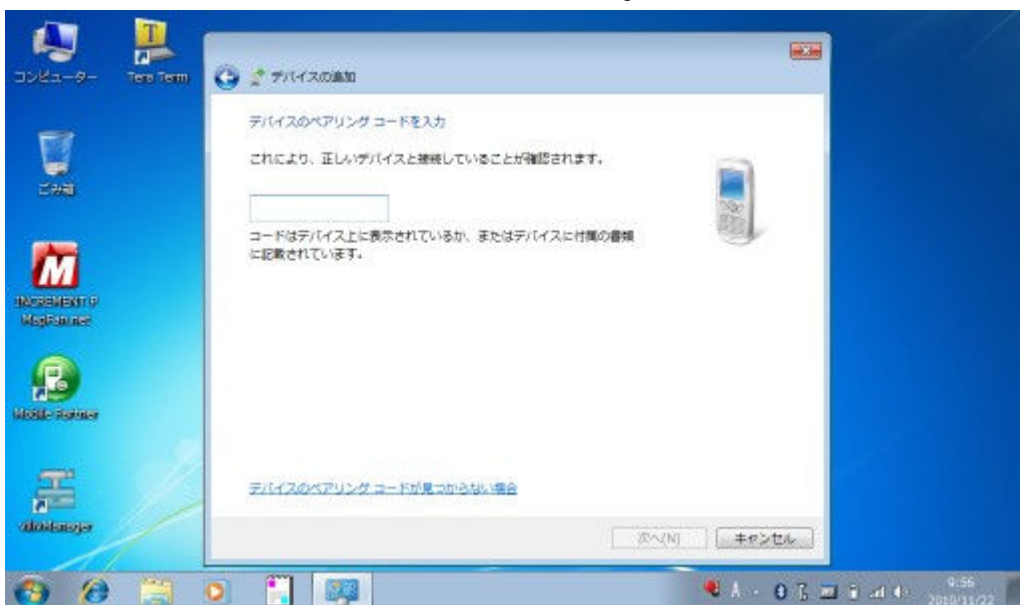 コンピューター
Tera Term
ごみ箱
INCREMENT P
MapFan.net
Mobile Partner
デバイスの追加
デバイスのペアリング コードを入力
これにより、正しいデバイスと接続していることが確認されます。
コードはデバイス上に表示されているか、またはデバイスに付属の書類
に記載されています。
デバイスのペアリング コードが見つからない場合
次へ(N)
キャンセル
A
9:56
2010/11/22